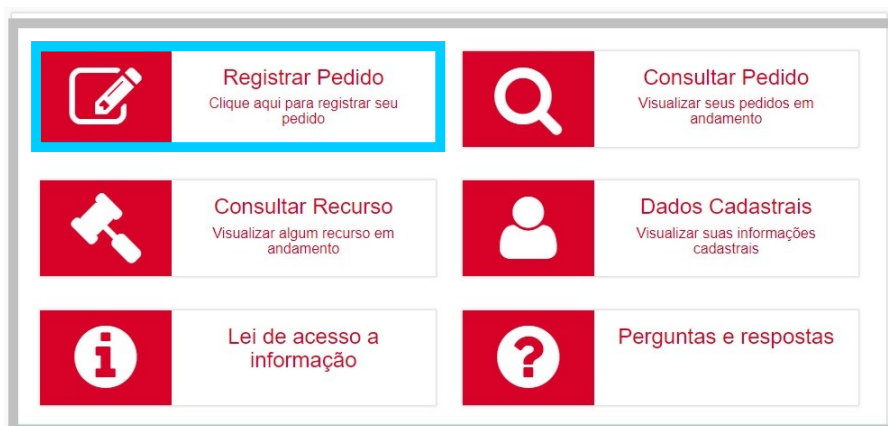 Registrar Pedido
Clique aqui para registrar seu
pedido
Consultar Pedido
Visualizar seus pedidos em
andamento
Consultar Recurso
Visualizar algum recurso em
andamento
Dados Cadastrais
Visualizar suas informações
cadastrais
Lei de acesso a
informação
Perguntas e respostas